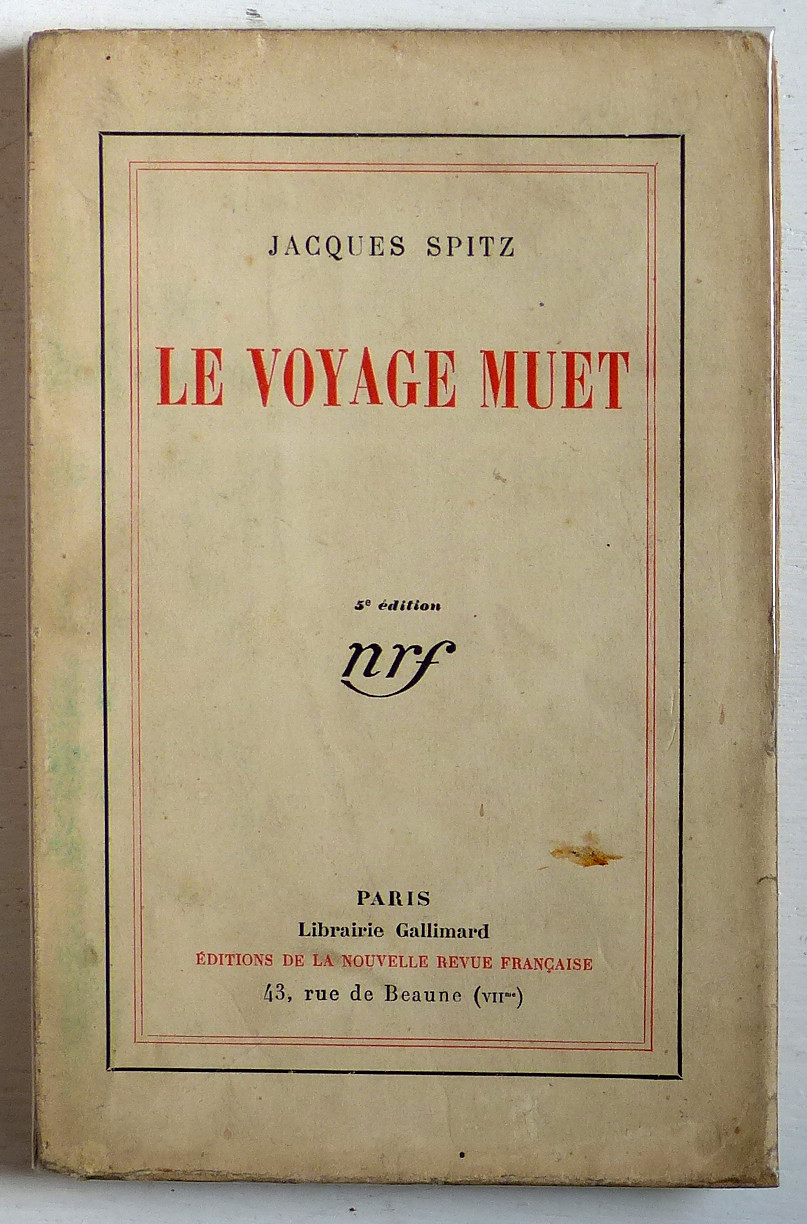 JACQUES SPITZ
LE VOYAGE MUET
5e édition
nrf
PARIS
Librairie Gallimard
ÉDITIONS DE LA NOUVELLE REVUE FRANÇAISE
43, rue de Beaune (VIIme)